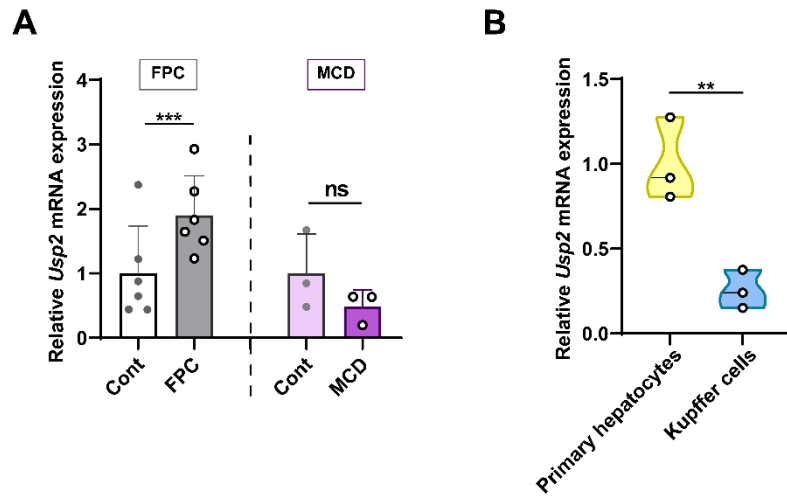 A
FPC
MCD
Relative Usp2 mRNA expression
4
3
2
1
0
***
ns
Cont
FPC
Cont
MCD
B
Relative Usp2 mRNA expression
1.5
1.0
0.5
0.0
**
Primary hepatocytes
Kupffer cells